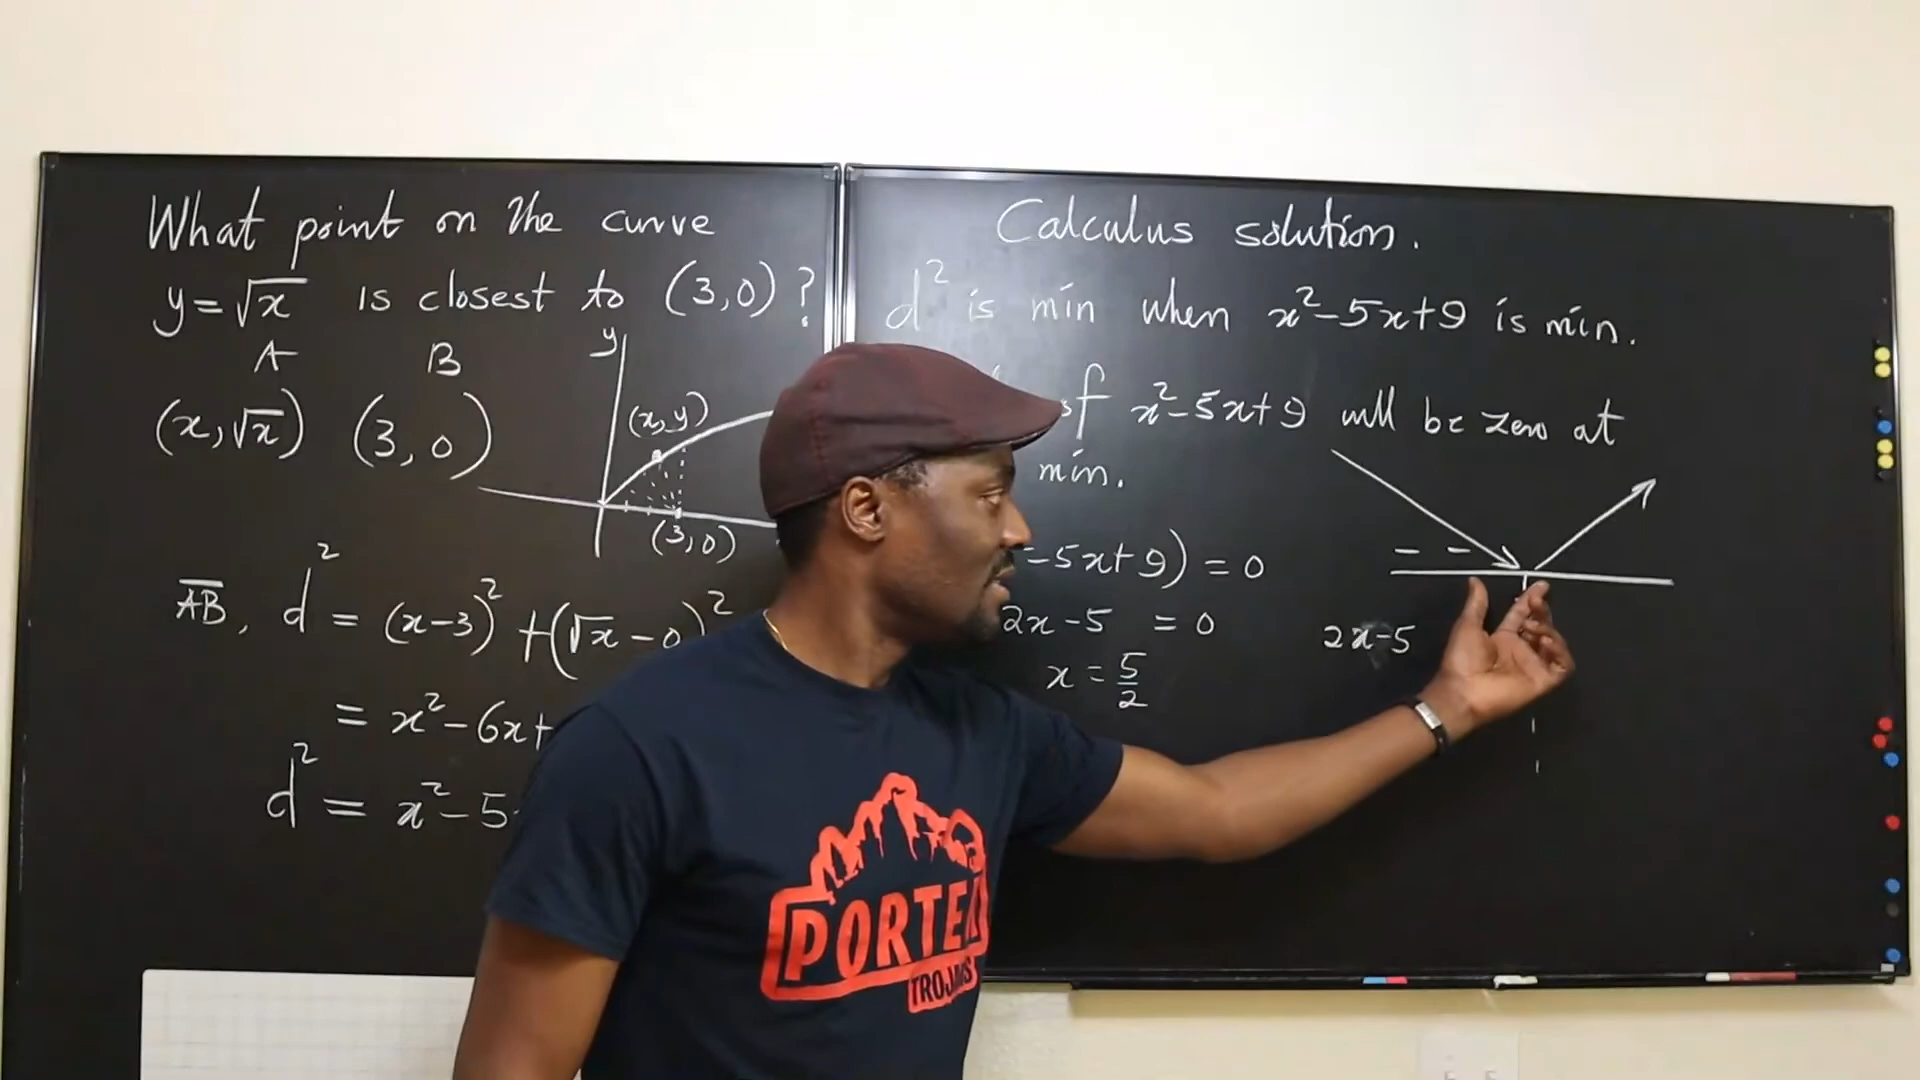 What point on the curve
y=√x is closest to (3,0)?
A B
(x,√x) (3,0)
y
(x,y)
(3,0)
AB, d² = (x-3)² + (√x-0)²
= x²-6x+
d² = x²-5
Calculus solution.
d² is min when x²-5x+9 is min.
of x²-5x+9 will be zero at
min.
-5x+9) = 0
2x-5 = 0
x = 5/2
- -
2x-5
PORTE
TROJANS